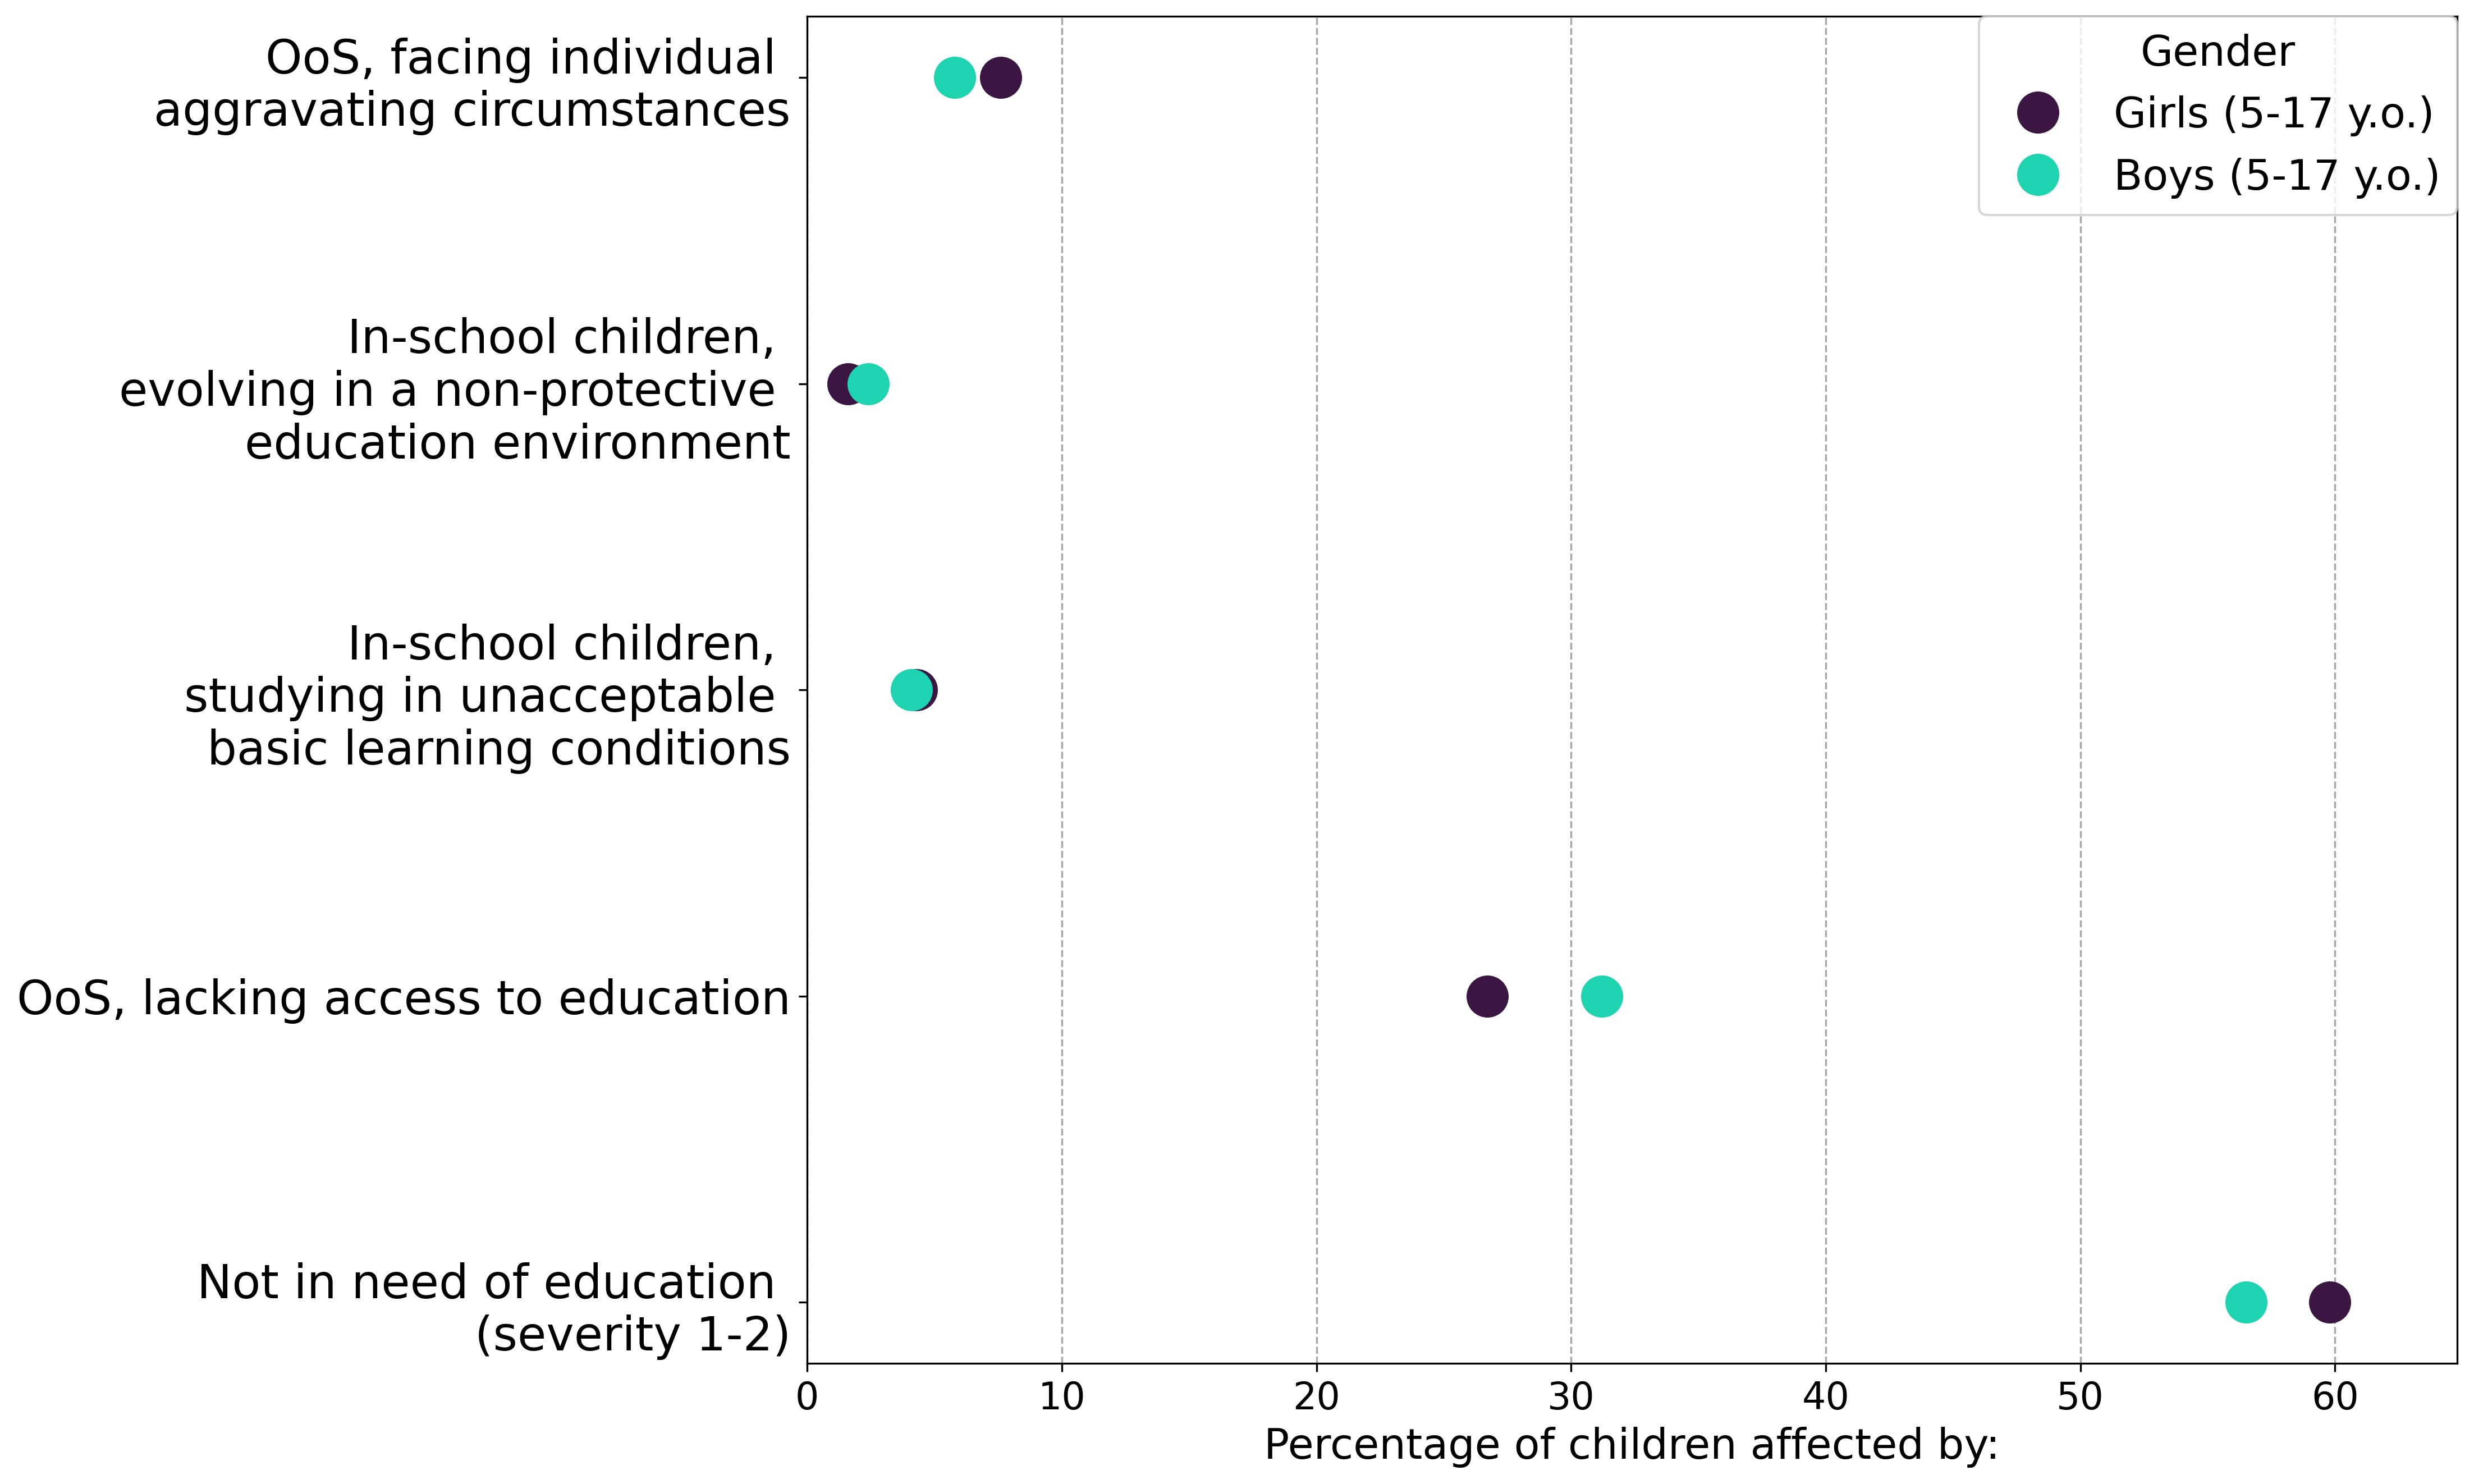 OoS, facing individual
aggravating circumstances
In-school children,
evolving in a non-protective
education environment
In-school children,
studying in unacceptable
basic learning conditions
OoS, lacking access to education
Not in need of education
(severity 1-2)
Gender
Girls (5-17 y.o.)
Boys (5-17 y.o.)
0 10 20 30 40 50 60
Percentage of children affected by: